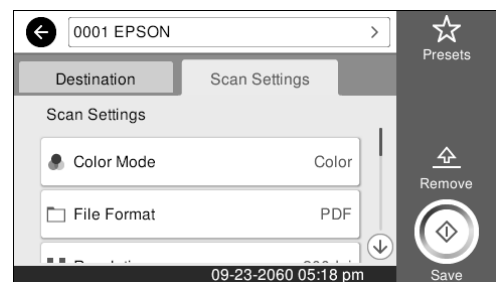 0001 EPSON
Presets
Destination
Scan Settings
Scan Settings
Color Mode
Color
Remove
File Format
PDF
09-23-2060 05:18 pm
Save